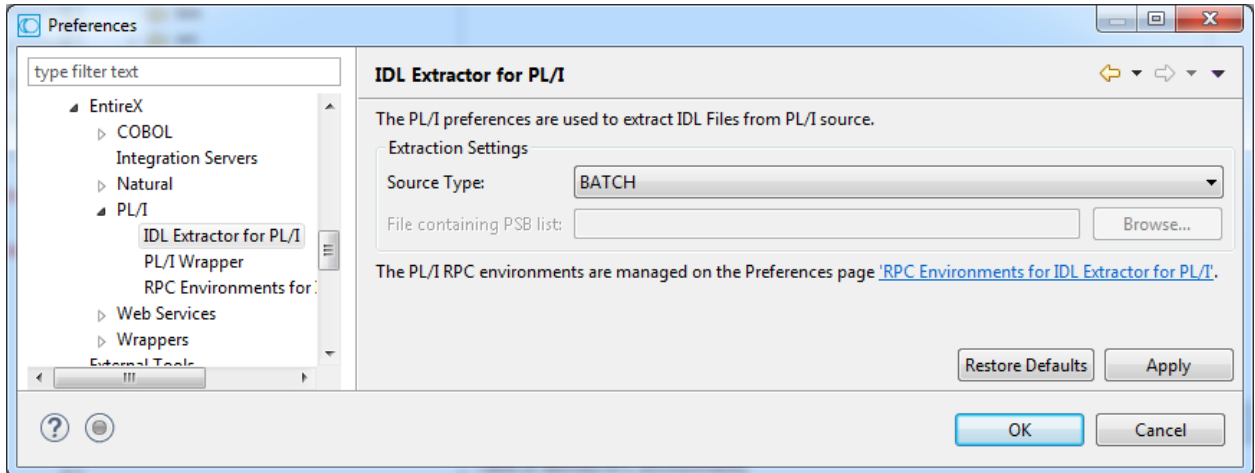 Preferences
type filter text
EntireX
COBOL
Integration Servers
Natural
PL/I
IDL Extractor for PL/I
PL/I Wrapper
RPC Environments for
Web Services
Wrappers
External Tools
IDL Extractor for PL/I
The PL/I preferences are used to extract IDL Files from PL/I source.
Extraction Settings
Source Type: BATCH
File containing PSB list: Browse...
The PL/I RPC environments are managed on the Preferences page 'RPC Environments for IDL Extractor for PL/I'.
Restore Defaults Apply
OK Cancel